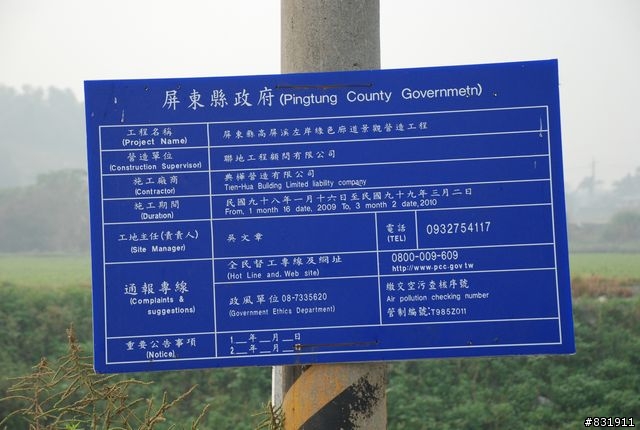 屏東縣政府 (Pingtung County Governmetn)
工程名稱
(Project Name)
屏東縣高屏溪左岸綠色廊道景觀營造工程
營造單位
(Construction Supervisor)
聯地工程顧問有限公司
施工廠商
(Contractor)
典樺營造有限公司
Tien-Hua Building Limited liability company
施工期間
(Duration)
民國九十八年一月十六日至民國九十九年三月二日
From, 1 month 16 date, 2009 To, 3 month 2 date,2010
工地主任(責責人)
(Site Manager)
吳文章
電話
(TEL)
0932754117
通報專線
(Complaints &
suggestions)
全民督工專線及網址
(Hot Line and. Web site)
0800-009-609
http://www.pcc.gov.tw
政風單位 08-7335620
(Government Ethics Department)
繳交空污查核序號
Air pollution checking number
管制編號:T985Z011
重要公告事項
(Notice)
1__年__月__日
2__年__月__日
#831911